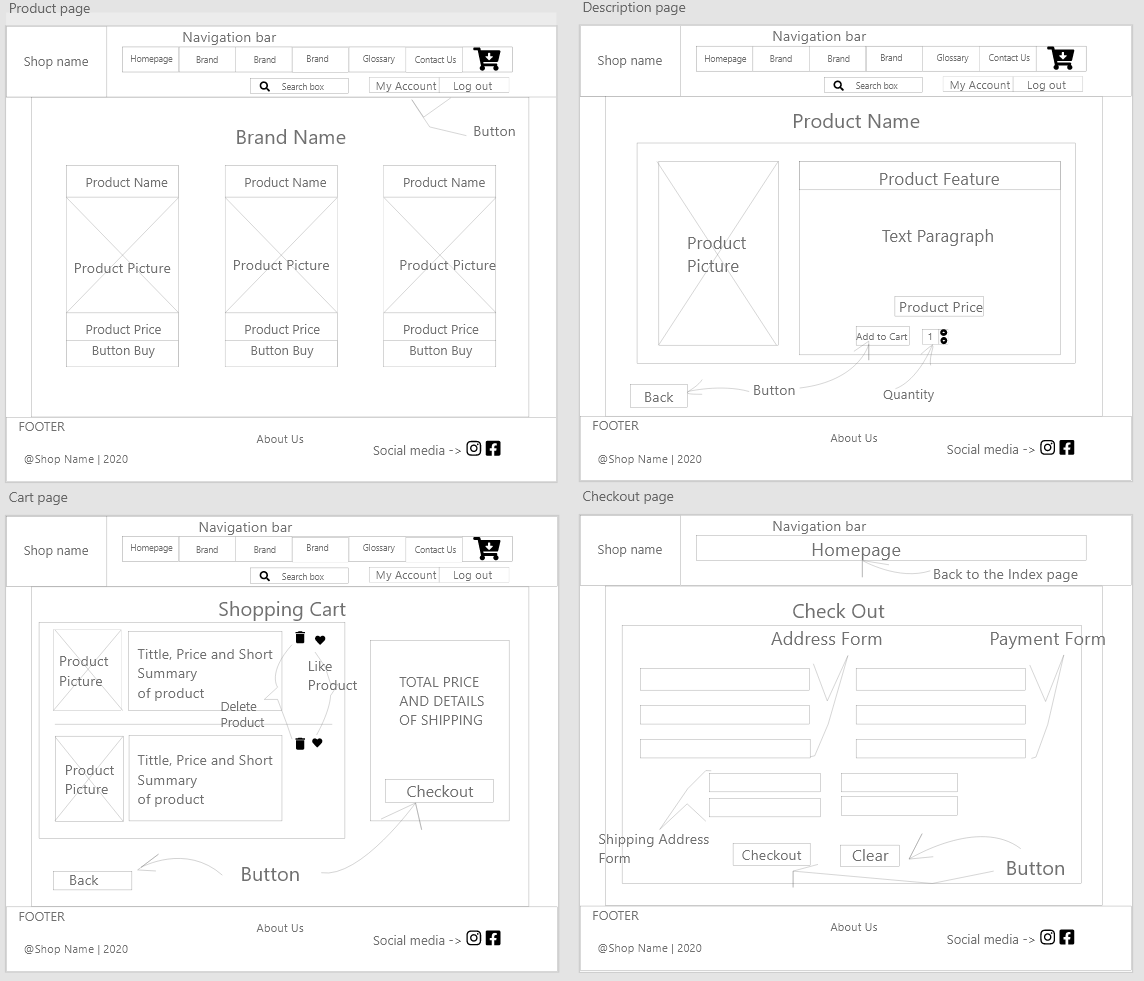 Product page
Navigation bar
Shop name
Homepage
Brand
Brand
Brand
Glossary
Contact Us
Search box
My Account
Log out
Button
Brand Name
Product Name
Product Name
Product Name
Product Picture
Product Picture
Product Picture
Product Price
Product Price
Product Price
Button Buy
Button Buy
Button Buy
FOOTER
About Us
Social media ->
@Shop Name | 2020
Description page
Navigation bar
Shop name
Homepage
Brand
Brand
Brand
Glossary
Contact Us
Search box
My Account
Log out
Product Name
Product Feature
Product
Picture
Text Paragraph
Product Price
Add to Cart
1
Back
Button
Quantity
FOOTER
About Us
Social media ->
@Shop Name | 2020
Cart page
Navigation bar
Shop name
Homepage
Brand
Brand
Brand
Glossary
Contact Us
Search box
My Account
Log out
Shopping Cart
Product
Picture
Tittle, Price and Short
Summary
of product
Like
Product
Delete
Product
Product
Picture
Tittle, Price and Short
Summary
of product
TOTAL PRICE
AND DETAILS
OF SHIPPING
Checkout
Back
Button
FOOTER
About Us
Social media ->
@Shop Name | 2020
Checkout page
Navigation bar
Shop name
Homepage
Back to the Index page
Check Out
Address Form
Payment Form
Shipping Address
Form
Checkout
Clear
Button
FOOTER
About Us
Social media ->
@Shop Name | 2020